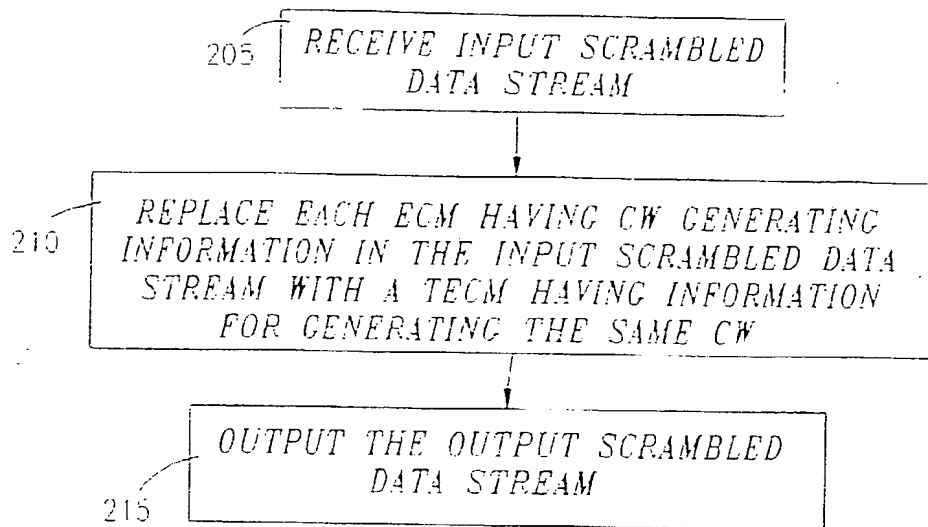 205
RECEIVE INPUT SCRAMBLED
DATA STREAM
210
REPLACE EACH ECM HAVING CW GENERATING
INFORMATION IN THE INPUT SCRAMBLED DATA
STREAM WITH A TECM HAVING INFORMATION
FOR GENERATING THE SAME CW
OUTPUT THE OUTPUT SCRAMBLED
DATA STREAM
215